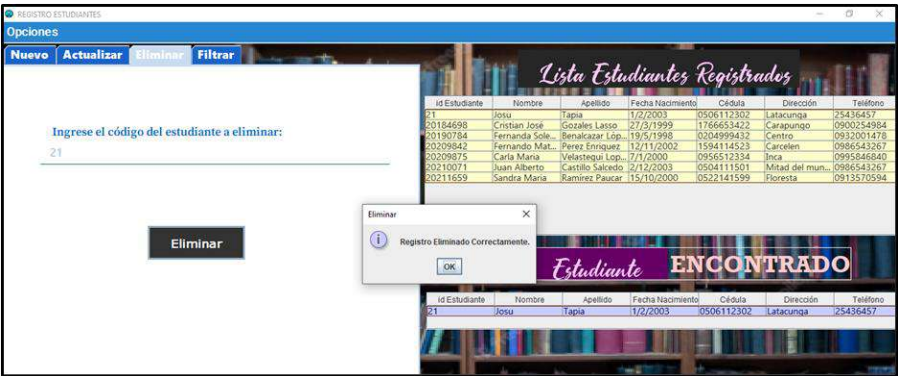 REGISTRO ESTUDIANTES
Opciones
Nuevo Actualizar Eliminar Filtrar
Lista Estudiantes Registrados
id Estudiante Nombre Apellido Fecha Nacimiento Cédula Dirección Teléfono
21 Josu Tapia 1/2/2003 0506112302 Latacunga 25436457
20184698 Cristian José Gozales Lasso 27/3/1999 1766653422 Carapungo 0900254984
20190784 Fernanda Sole... Benalcazar Lóp... 19/5/1998 0204999432 Centro 0932001478
20209842 Fernando Mat... Perez Enriquez 12/11/2002 1594114523 Carcelen 0986543267
20209875 Carla Maria Velastegui Lop... 7/1/2000 0956512334 Inca 0995846840
20210071 Juan Alberto Castillo Salcedo 2/12/2003 0504111501 Mitad del mun... 0986543267
20211659 Sandra Maria Ramirez Paucar 15/10/2000 0522141599 Floresta 0913570594
Ingrese el código del estudiante a eliminar:
21
Eliminar
Eliminar
Registro Eliminado Correctamente.
OK
Estudiante ENCONTRADO
id Estudiante Nombre Apellido Fecha Nacimiento Cédula Dirección Teléfono
21 Josu Tapia 1/2/2003 0506112302 Latacunga 25436457